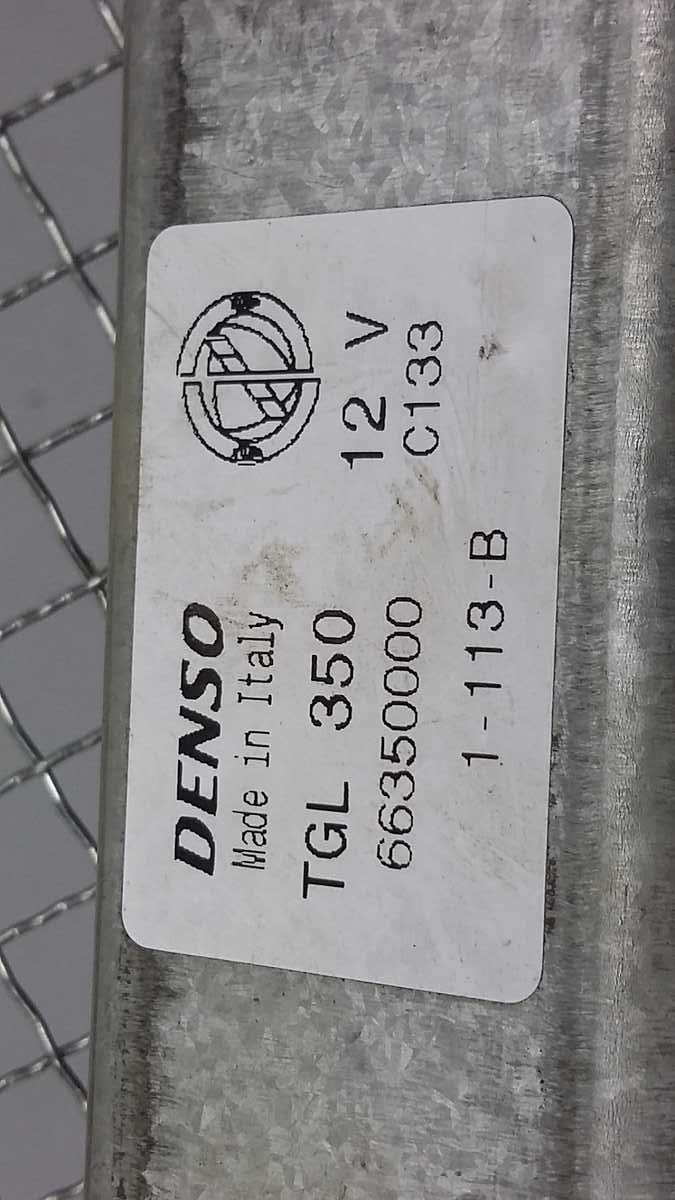 DENSO
Made in Italy
TGL 350 12 V
66350000 C133
1-113-B